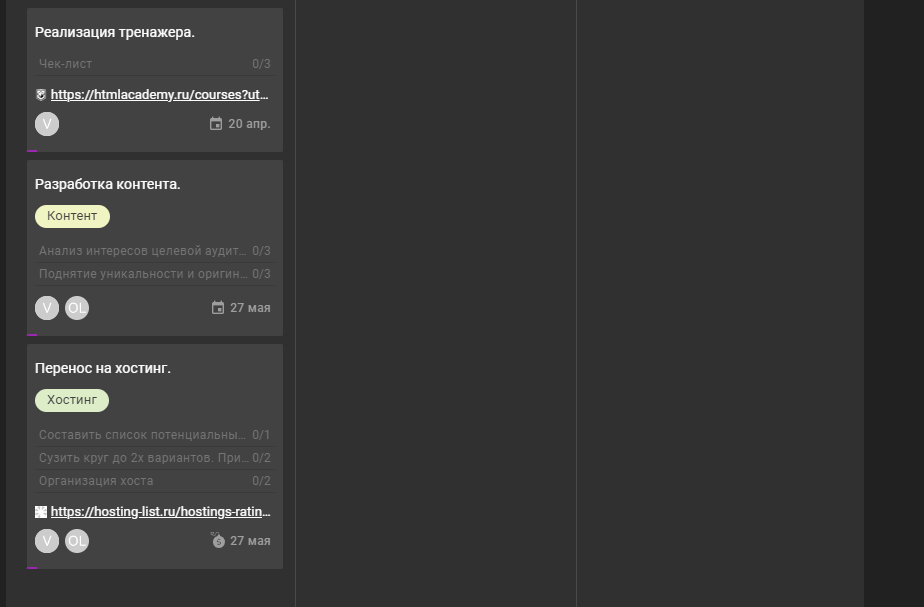 Реализация тренажера.
Чек-лист 0/3
https://htmlacademy.ru/courses?ut...
V 20 апр.
Разработка контента.
Контент
Анализ интересов целевой аудит... 0/3
Поднятие уникальности и оригин... 0/3
V OL 27 мая
Перенос на хостинг.
Хостинг
Составить список потенциальны... 0/1
Сузить круг до 2х вариантов. При... 0/2
Организация хоста 0/2
https://hosting-list.ru/hostings-ratin...
V OL 27 мая